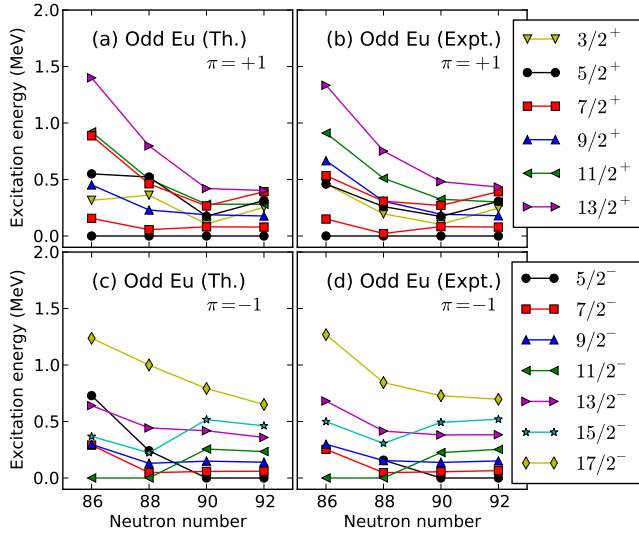 (a) Odd Eu (Th.)
π = +1
(b) Odd Eu (Expt.)
π = +1
Excitation energy (MeV)
2.0
1.5
1.0
0.5
0.0
3/2⁺
5/2⁺
7/2⁺
9/2⁺
11/2⁺
13/2⁺
(c) Odd Eu (Th.)
π = −1
(d) Odd Eu (Expt.)
π = −1
Excitation energy (MeV)
2.0
1.5
1.0
0.5
0.0
86 88 90 92
Neutron number
86 88 90 92
Neutron number
5/2⁻
7/2⁻
9/2⁻
11/2⁻
13/2⁻
15/2⁻
17/2⁻